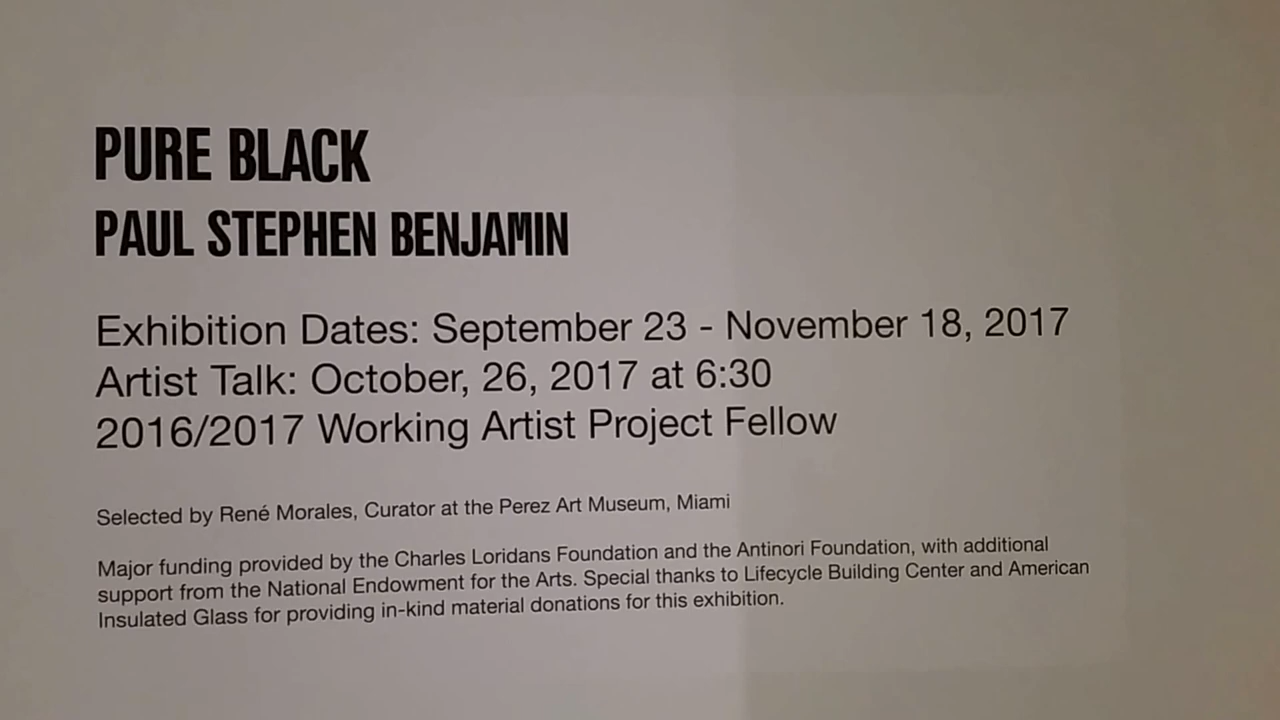 PURE BLACK
PAUL STEPHEN BENJAMIN
Exhibition Dates: September 23 - November 18, 2017
Artist Talk: October, 26, 2017 at 6:30
2016/2017 Working Artist Project Fellow
Selected by René Morales, Curator at the Perez Art Museum, Miami
Major funding provided by the Charles Loridans Foundation and the Antinori Foundation, with additional
support from the National Endowment for the Arts. Special thanks to Lifecycle Building Center and American
Insulated Glass for providing in-kind material donations for this exhibition.